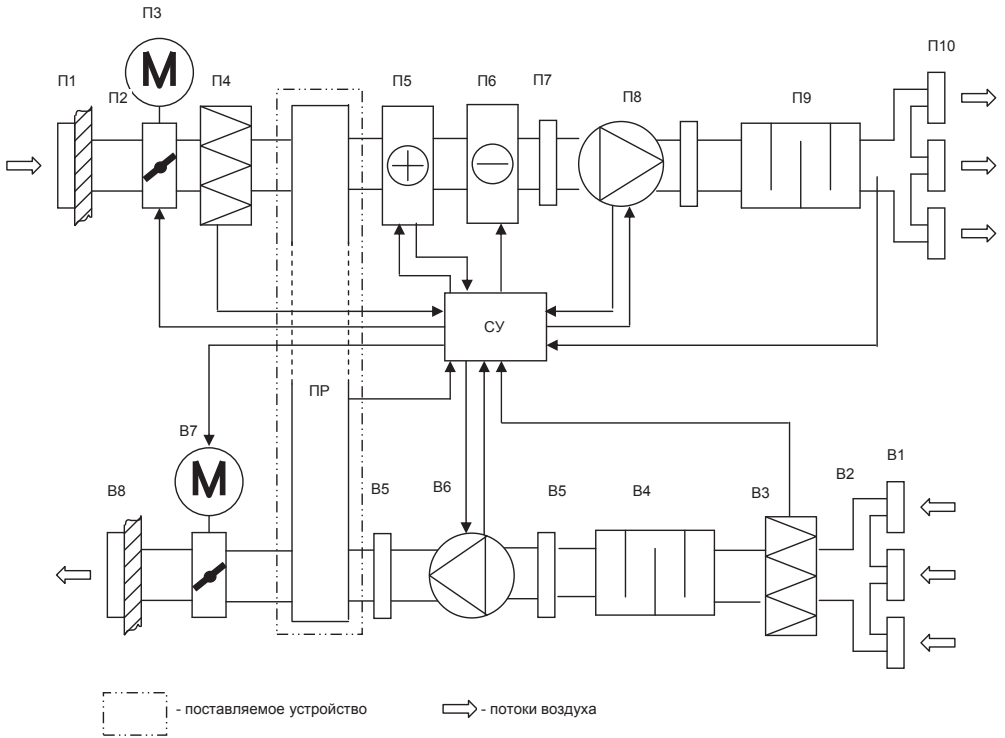 П3
П10
П1
П2
П4
П5
П6
П7
П8
П9
М
СУ
ПР
В7
М
В8
В5
В6
В5
В4
В3
В2
В1
- поставляемое устройство
- потоки воздуха